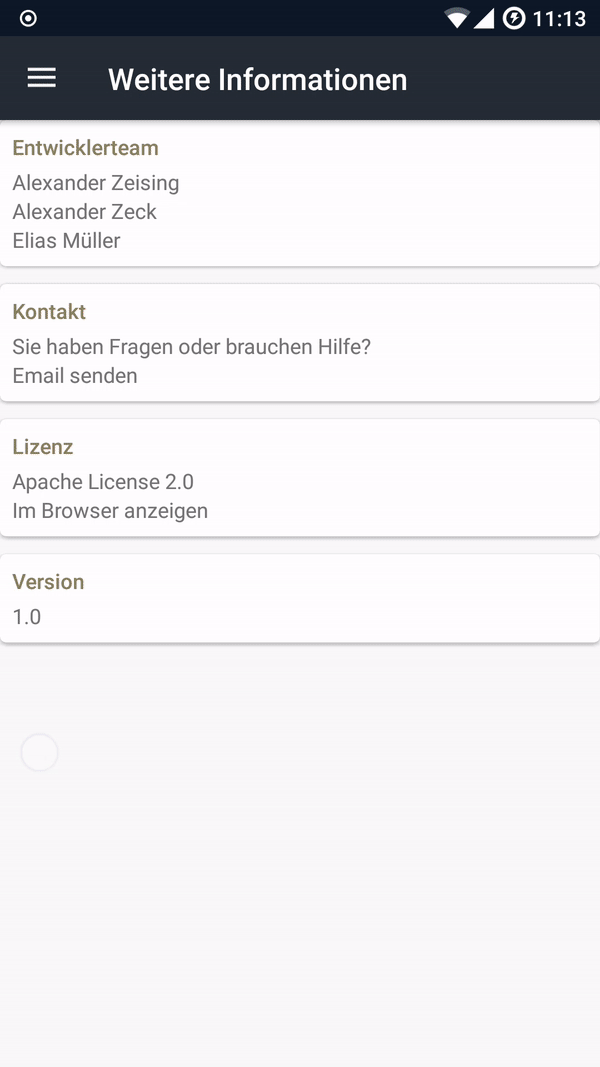 11:13
Weitere Informationen
Entwicklerteam
Alexander Zeising
Alexander Zeck
Elias Müller
Kontakt
Sie haben Fragen oder brauchen Hilfe?
Email senden
Lizenz
Apache License 2.0
Im Browser anzeigen
Version
1.0